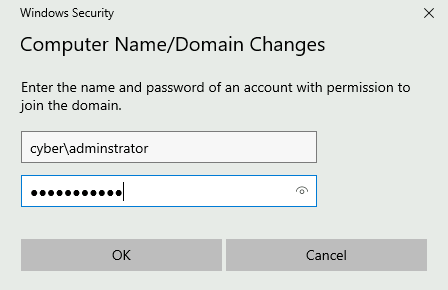 Windows Security
Computer Name/Domain Changes
Enter the name and password of an account with permission to
join the domain.
cyber\adminstrator
●●●●●●●●●●●
OK
Cancel